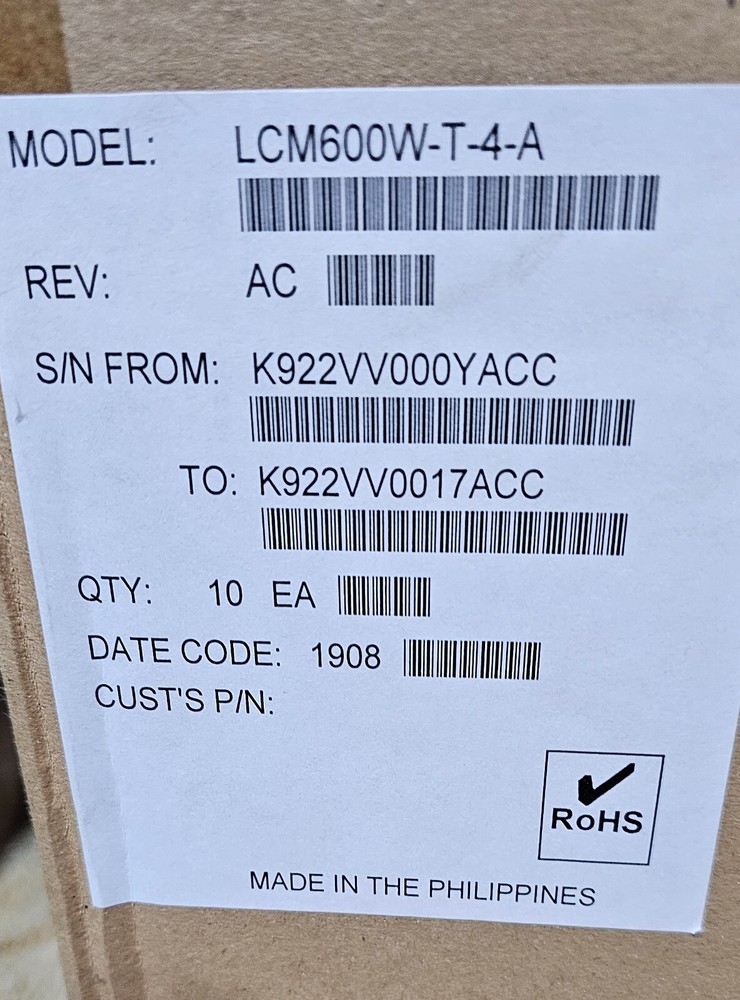 MODEL: LCM600W-T-4-A
REV: AC
S/N FROM: K922VV000YACC
TO: K922VV0017ACC
QTY: 10 EA
DATE CODE: 1908
CUST'S P/N:
RoHS
MADE IN THE PHILIPPINES